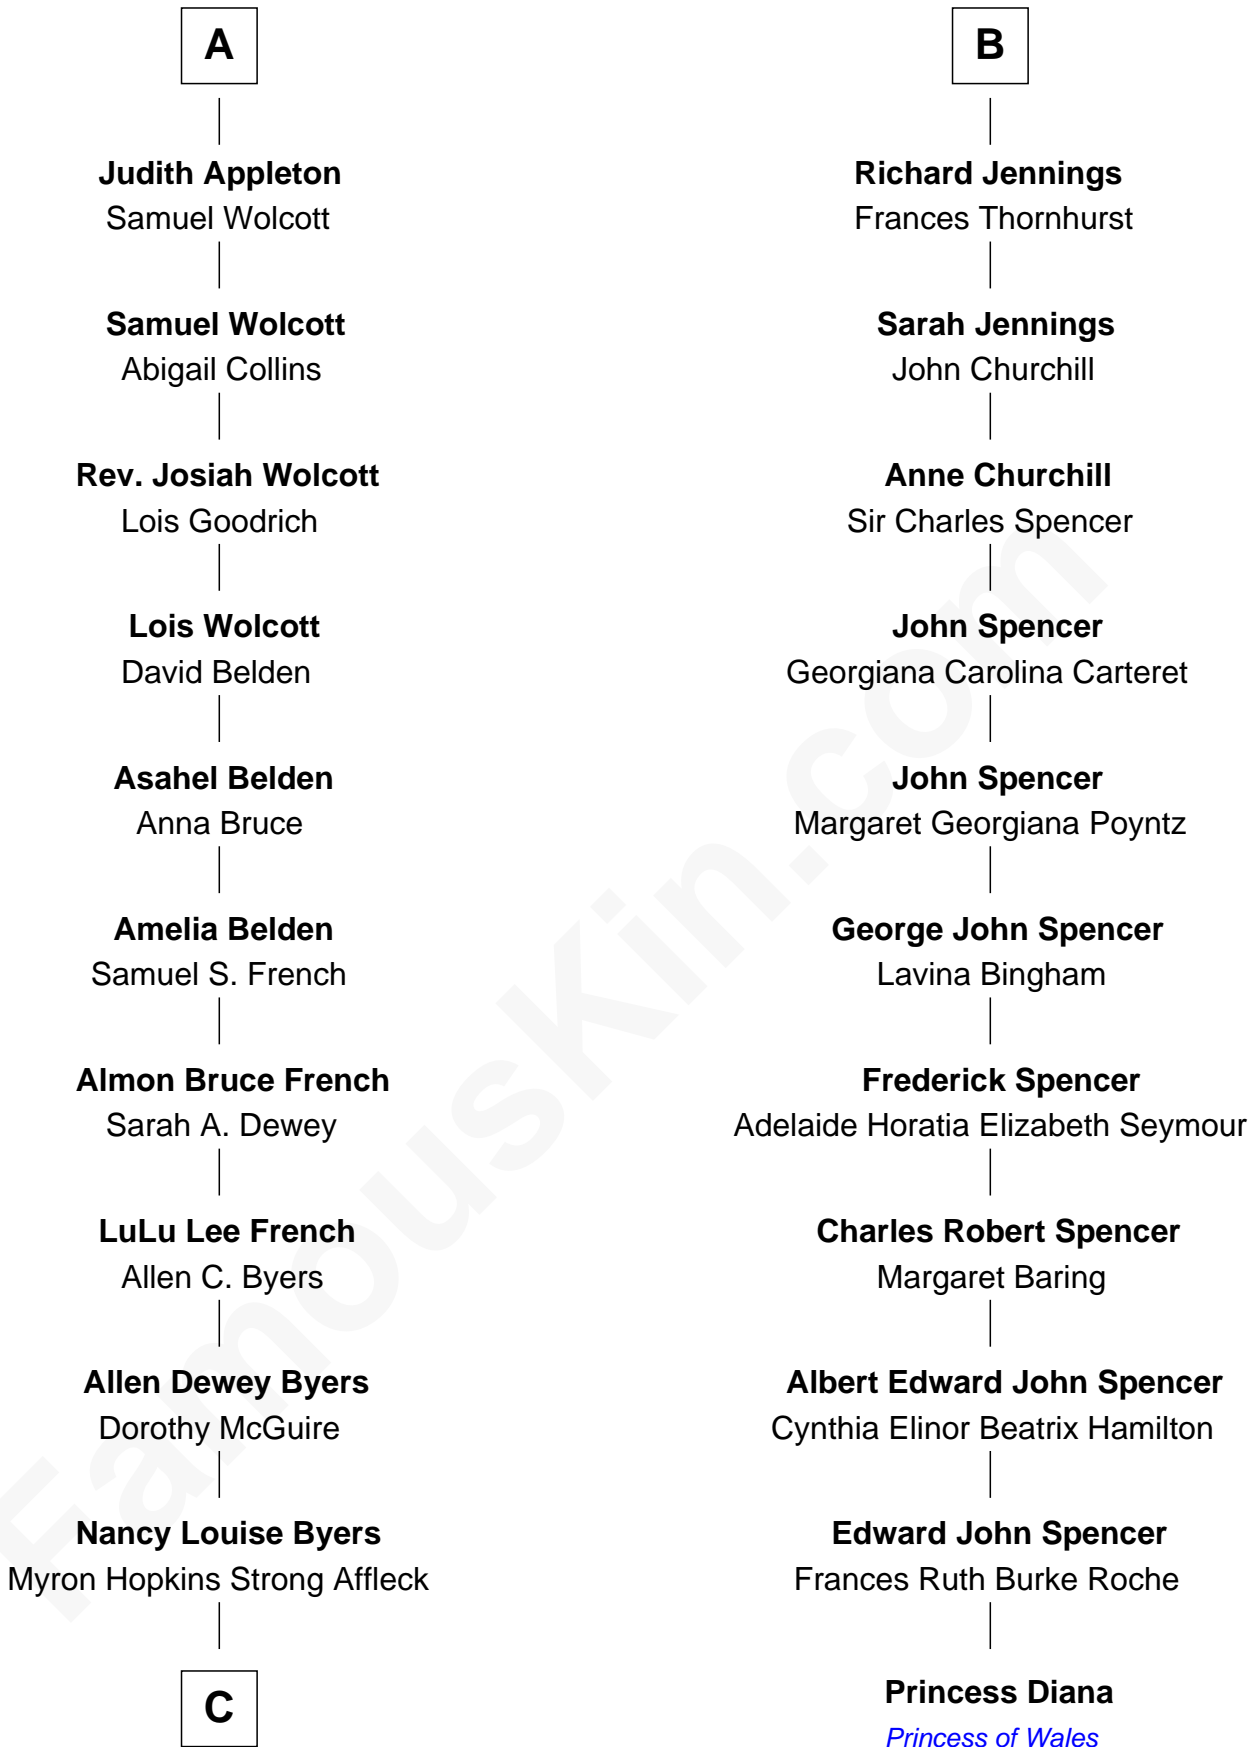 A
Judith Appleton
Samuel Wolcott
Samuel Wolcott
Abigail Collins
Rev. Josiah Wolcott
Lois Goodrich
Lois Wolcott
David Belden
Asahel Belden
Anna Bruce
Amelia Belden
Samuel S. French
Almon Bruce French
Sarah A. Dewey
LuLu Lee French
Allen C. Byers
Allen Dewey Byers
Dorothy McGuire
Nancy Louise Byers
Myron Hopkins Strong Affleck
C
B
Richard Jennings
Frances Thornhurst
Sarah Jennings
John Churchill
Anne Churchill
Sir Charles Spencer
John Spencer
Georgiana Carolina Carteret
John Spencer
Margaret Georgiana Poyntz
George John Spencer
Lavina Bingham
Frederick Spencer
Adelaide Horatia Elizabeth Seymour
Charles Robert Spencer
Margaret Baring
Albert Edward John Spencer
Cynthia Elinor Beatrix Hamilton
Edward John Spencer
Frances Ruth Burke Roche
Princess Diana
Princess of Wales
FamousKin.com